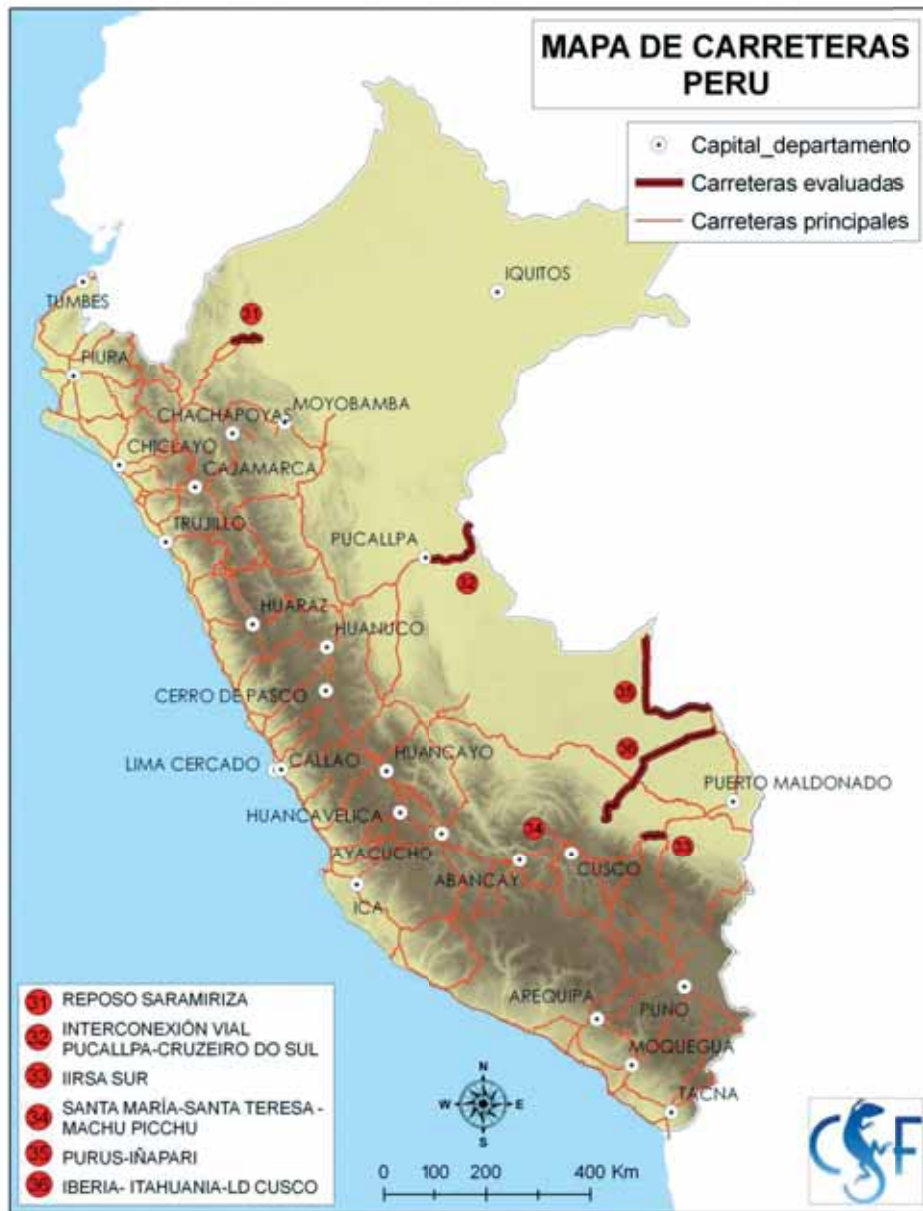 MAPA DE CARRETERAS
PERU
Capital_departamento
Carreteras evaluadas
Carreteras principales
IQUITOS
TUMBES
31
PIURA
MOYOBAMBA
CHACHAPOYAS
CHICLAYO
CAJAMARCA
TRUJILLO
PUCALLPA
32
HUARAZ
HUANUCO
CERRO DE PASCO
35
36
LIMA CERCADO
CALLAO
HUANCAYO
PUERTO MALDONADO
HUANCAVELICA
34
33
AYACUCHO
ABANCAY
CUSCO
ICA
AREQUIPA
PUNO
MOQUEGUA
TACNA
31 REPOSO SARAMIRIZA
32 INTERCONEXIÓN VIAL
PUCALLPA-CRUZEIRO DO SUL
33 IIRSA SUR
34 SANTA MARÍA-SANTA TERESA -
MACHU PICCHU
35 PURUS-IÑAPARI
36 IBERIA- ITAHUANIA-LD CUSCO
N
W E
S
0 100 200 400 Km
CSF